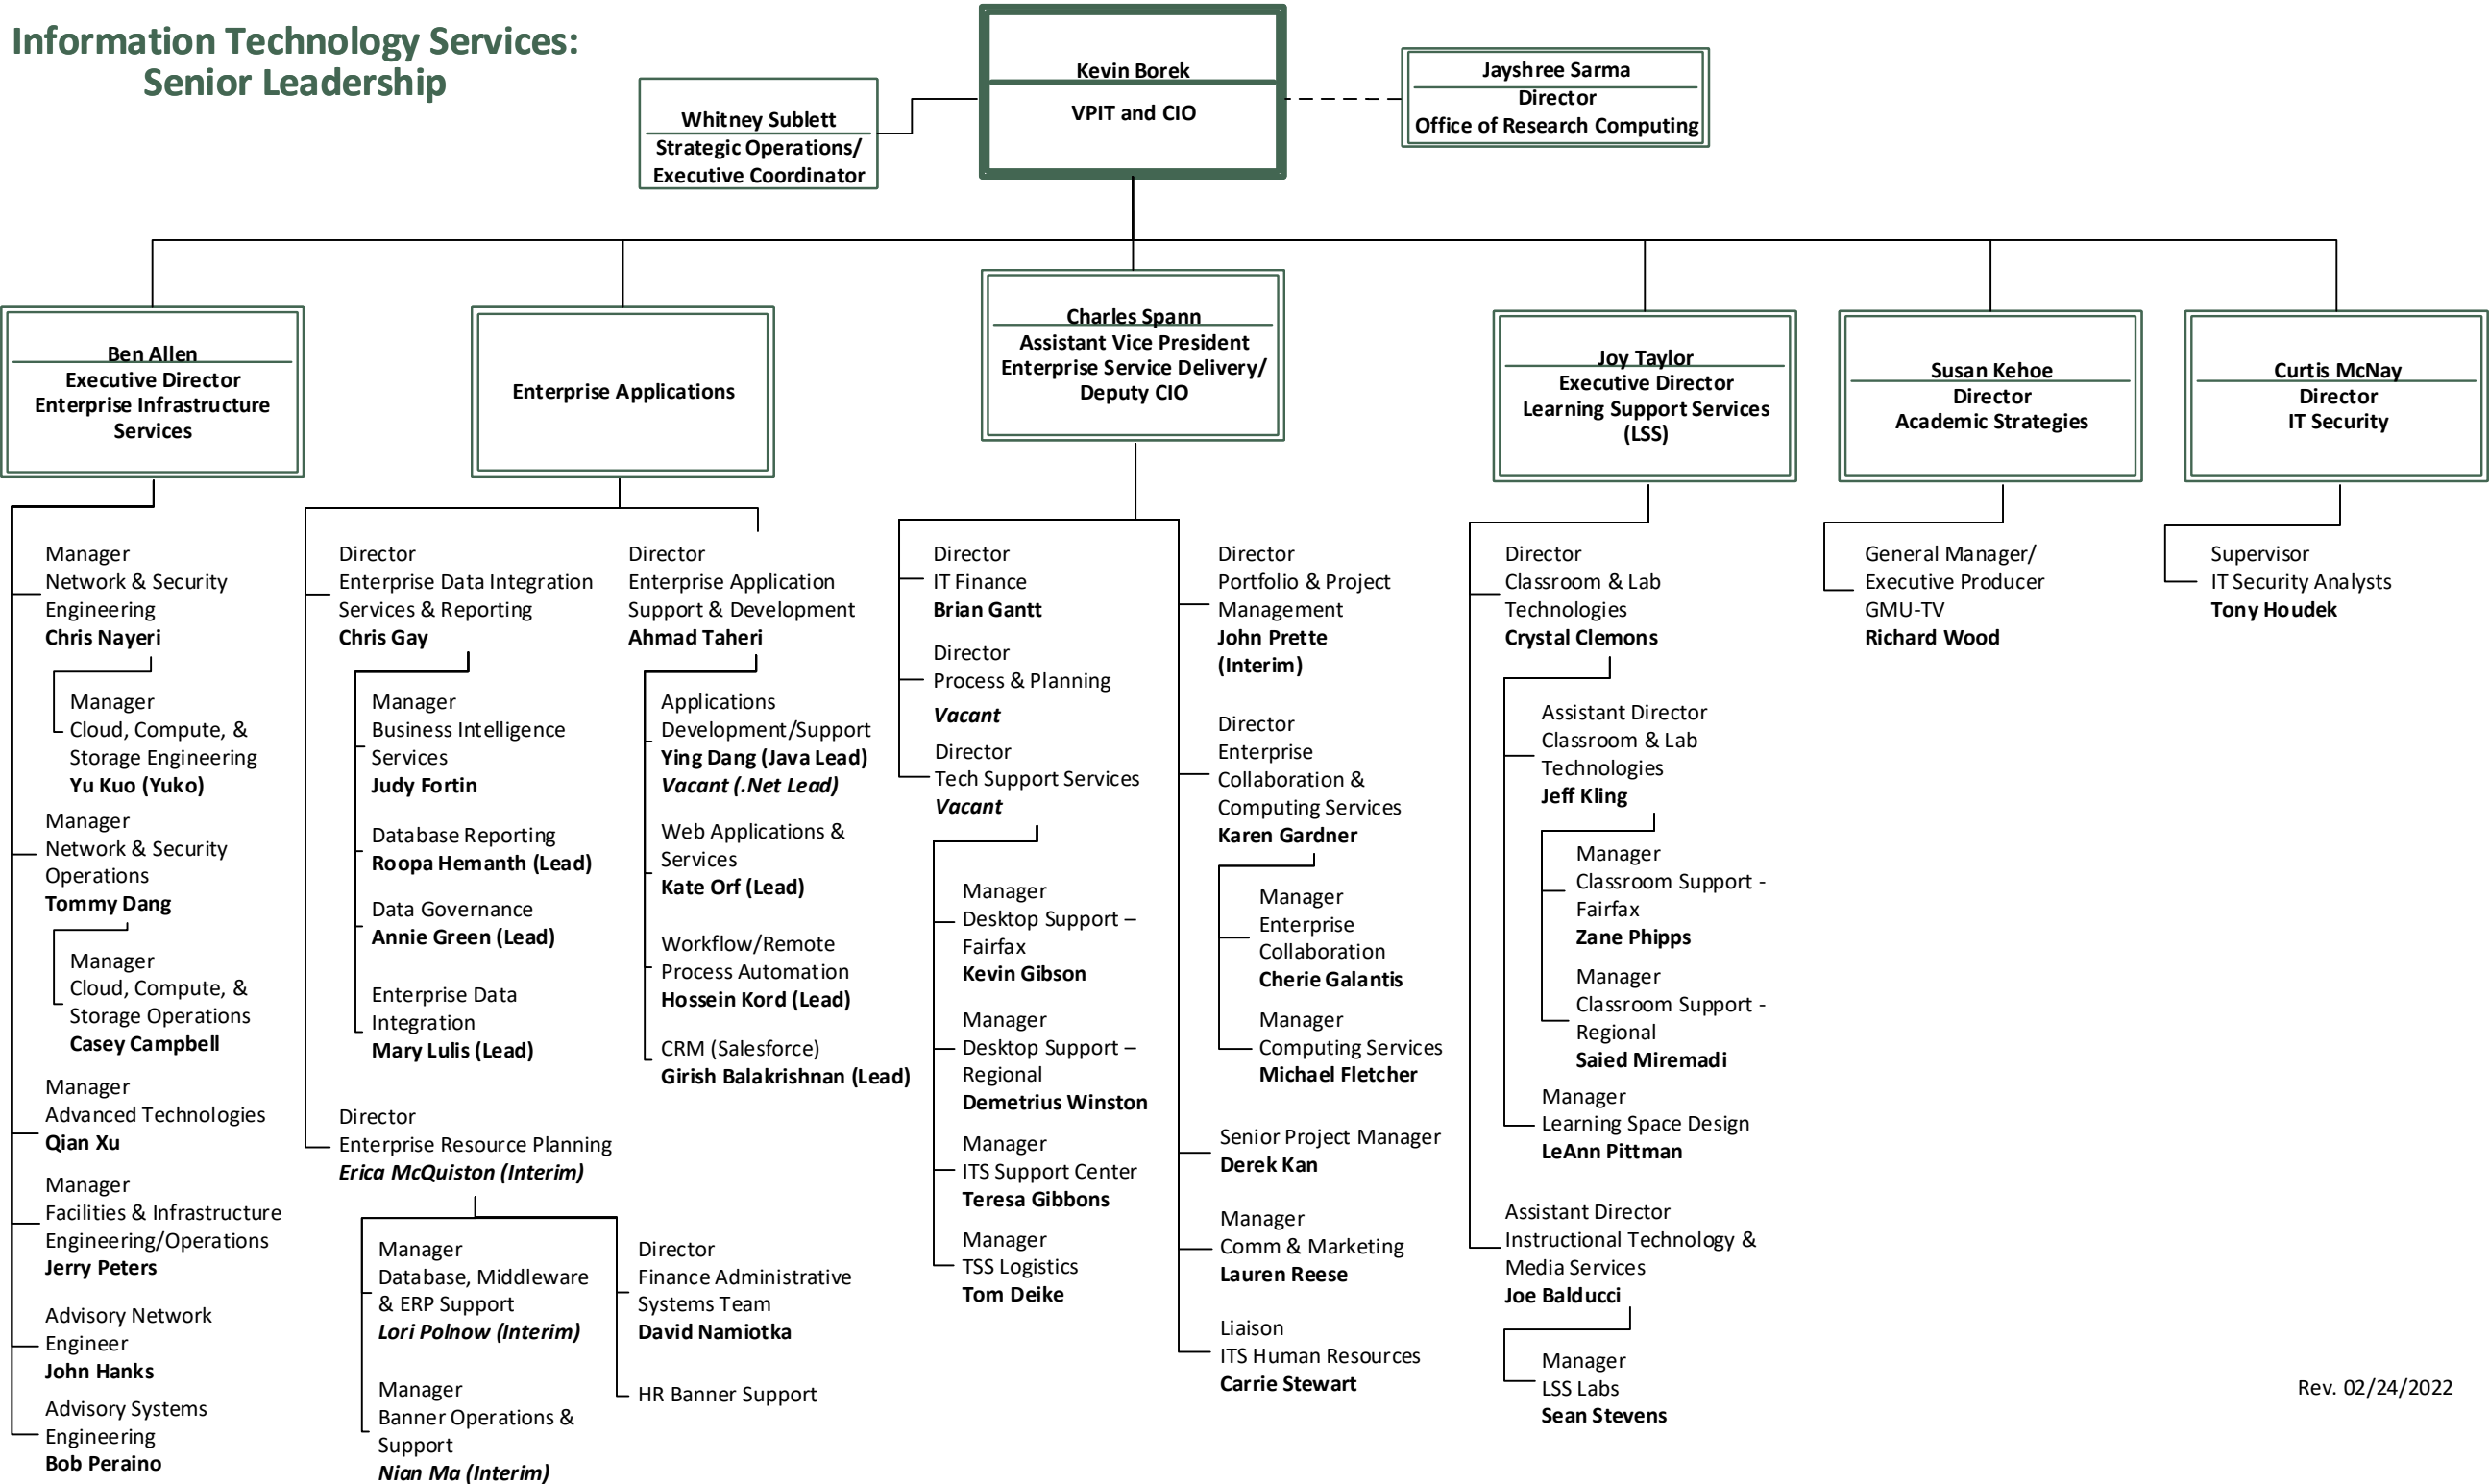 Information Technology Services:
Senior Leadership
Kevin Borek
VPIT and CIO
Whitney Sublett
Strategic Operations/
Executive Coordinator
Jayshree Sarma
Director
Office of Research Computing
Ben Allen
Executive Director
Enterprise Infrastructure
Services
Enterprise Applications
Charles Spann
Assistant Vice President
Enterprise Service Delivery/
Deputy CIO
Joy Taylor
Executive Director
Learning Support Services
(LSS)
Susan Kehoe
Director
Academic Strategies
Curtis McNay
Director
IT Security
Manager
Network & Security
Engineering
Chris Nayeri
Manager
Cloud, Compute, &
Storage Engineering
Yu Kuo (Yuko)
Manager
Network & Security
Operations
Tommy Dang
Manager
Cloud, Compute, &
Storage Operations
Casey Campbell
Manager
Advanced Technologies
Qian Xu
Manager
Facilities & Infrastructure
Engineering/Operations
Jerry Peters
Advisory Network
Engineer
John Hanks
Advisory Systems
Engineering
Bob Peraino
Director
Enterprise Data Integration
Services & Reporting
Chris Gay
Manager
Business Intelligence
Services
Judy Fortin
Database Reporting
Roopa Hemanth (Lead)
Data Governance
Annie Green (Lead)
Enterprise Data
Integration
Mary Lulis (Lead)
Director
Enterprise Application
Support & Development
Ahmad Taheri
Applications
Development/Support
Ying Dang (Java Lead)
Vacant (.Net Lead)
Web Applications &
Services
Kate Orf (Lead)
Workflow/Remote
Process Automation
Hossein Kord (Lead)
CRM (Salesforce)
Girish Balakrishnan (Lead)
Director
Enterprise Resource Planning
Erica McQuiston (Interim)
Manager
Database, Middleware
& ERP Support
Lori Polnow (Interim)
Manager
Banner Operations &
Support
Nian Ma (Interim)
Director
Finance Administrative
Systems Team
David Namiotka
HR Banner Support
Director
IT Finance
Brian Gantt
Director
Process & Planning
Vacant
Director
Tech Support Services
Vacant
Manager
Desktop Support –
Fairfax
Kevin Gibson
Manager
Desktop Support –
Regional
Demetrius Winston
Manager
ITS Support Center
Teresa Gibbons
Manager
TSS Logistics
Tom Deike
Director
Portfolio & Project
Management
John Prette
(Interim)
Director
Enterprise
Collaboration &
Computing Services
Karen Gardner
Manager
Enterprise
Collaboration
Cherie Galantis
Manager
Computing Services
Michael Fletcher
Senior Project Manager
Derek Kan
Manager
Comm & Marketing
Lauren Reese
Liaison
ITS Human Resources
Carrie Stewart
Director
Classroom & Lab
Technologies
Crystal Clemons
Assistant Director
Classroom & Lab
Technologies
Jeff Kling
Manager
Classroom Support -
Fairfax
Zane Phipps
Manager
Classroom Support -
Regional
Saied Miremadi
Manager
Learning Space Design
LeAnn Pittman
Assistant Director
Instructional Technology &
Media Services
Joe Balducci
Manager
LSS Labs
Sean Stevens
General Manager/
Executive Producer
GMU-TV
Richard Wood
Supervisor
IT Security Analysts
Tony Houdek
Rev. 02/24/2022